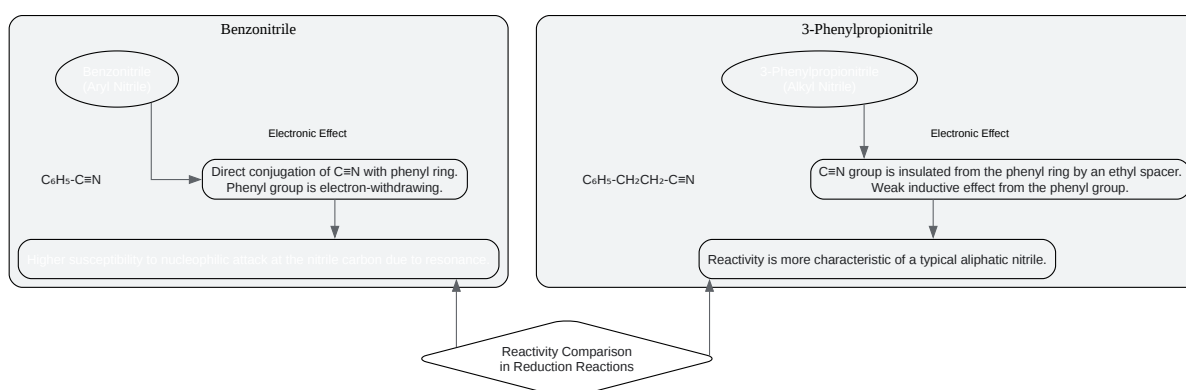 Benzonitrile
Benzonitrile
(Aryl Nitrile)
Electronic Effect
C₆H₅-C≡N
Direct conjugation of C≡N with phenyl ring.
Phenyl group is electron-withdrawing.
Higher susceptibility to nucleophilic attack at the nitrile carbon due to resonance.
3-Phenylpropionitrile
3-Phenylpropionitrile
(Alkyl Nitrile)
Electronic Effect
C₆H₅-CH₂CH₂-C≡N
C≡N group is insulated from the phenyl ring by an ethyl spacer.
Weak inductive effect from the phenyl group.
Reactivity is more characteristic of a typical aliphatic nitrile.
Reactivity Comparison
in Reduction Reactions